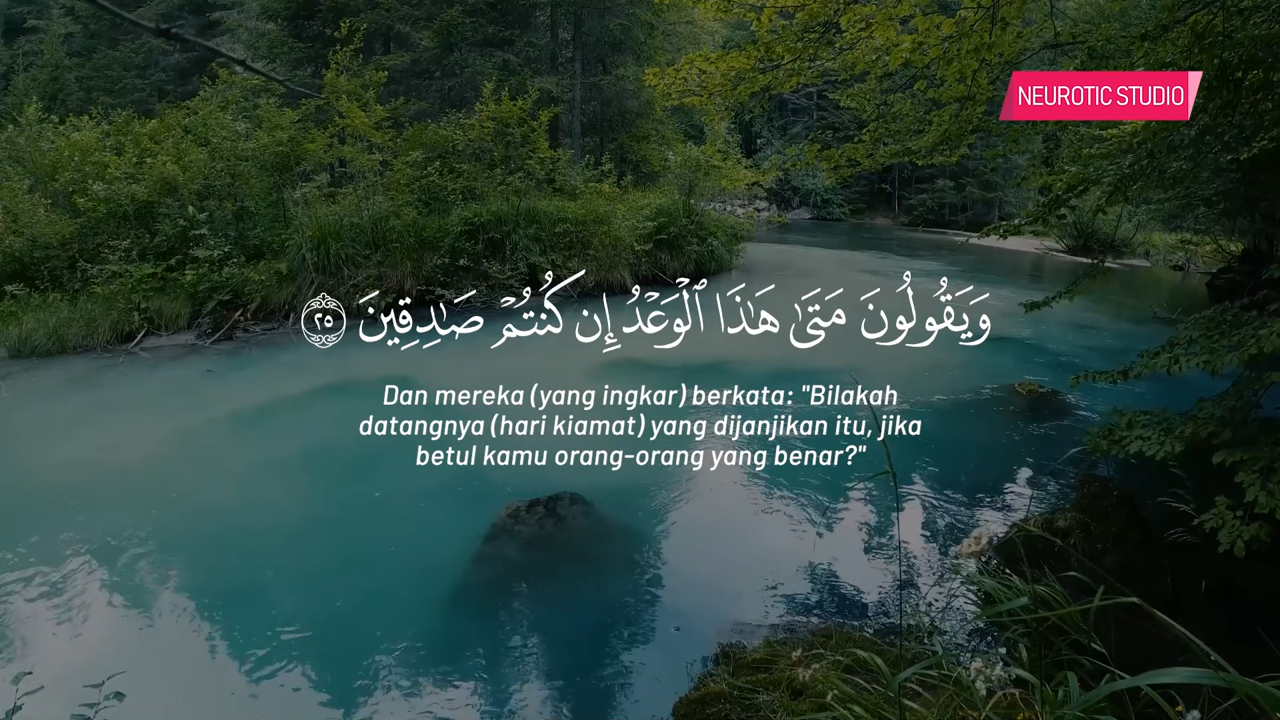 NEUROTIC STUDIO
وَيَقُولُونَ مَتَىٰ هَٰذَا ٱلْوَعْدُ إِن كُنتُمْ صَٰدِقِينَ ٢٥
Dan mereka (yang ingkar) berkata: "Bilakah
datangnya (hari kiamat) yang dijanjikan itu, jika
betul kamu orang-orang yang benar?"